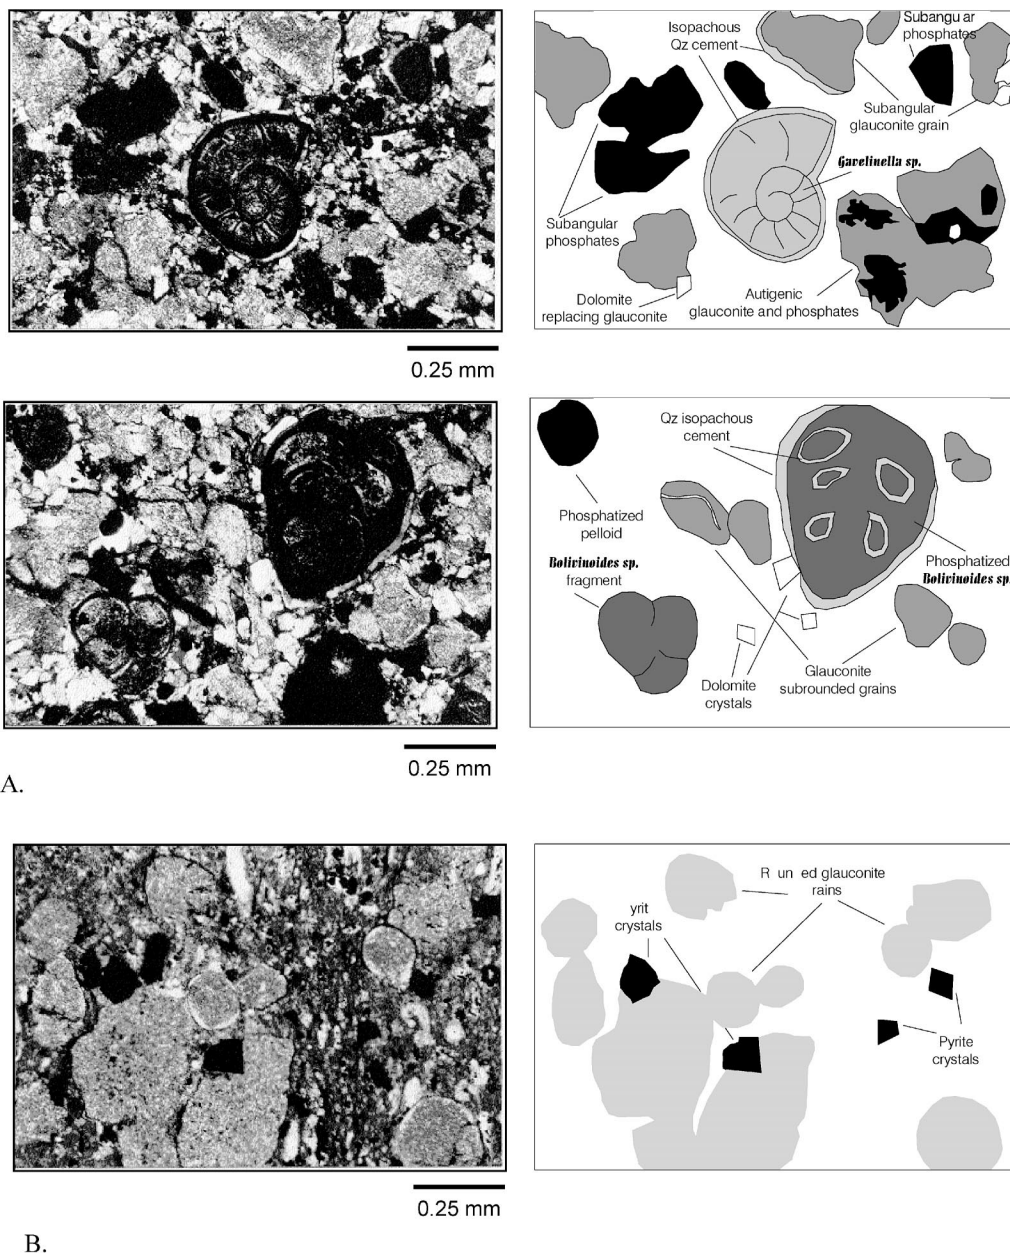 Isopachous
Qz cement
Subangu ar
phosphates
Subangular
glauconite grain
Gavelinella sp.
Subangular
phosphates
Dolomite
replacing glauconite
Autigenic
glauconite and phosphates
0.25 mm
Qz isopachous
cement
Phosphatized
pelloid
Bolivinoides sp.
fragment
Phosphatized
Bolivinoides sp.
Dolomite
crystals
Glauconite
subrounded grains
0.25 mm
A.
R un ed glauconite
rains
yrit
crystals
Pyrite
crystals
0.25 mm
B.